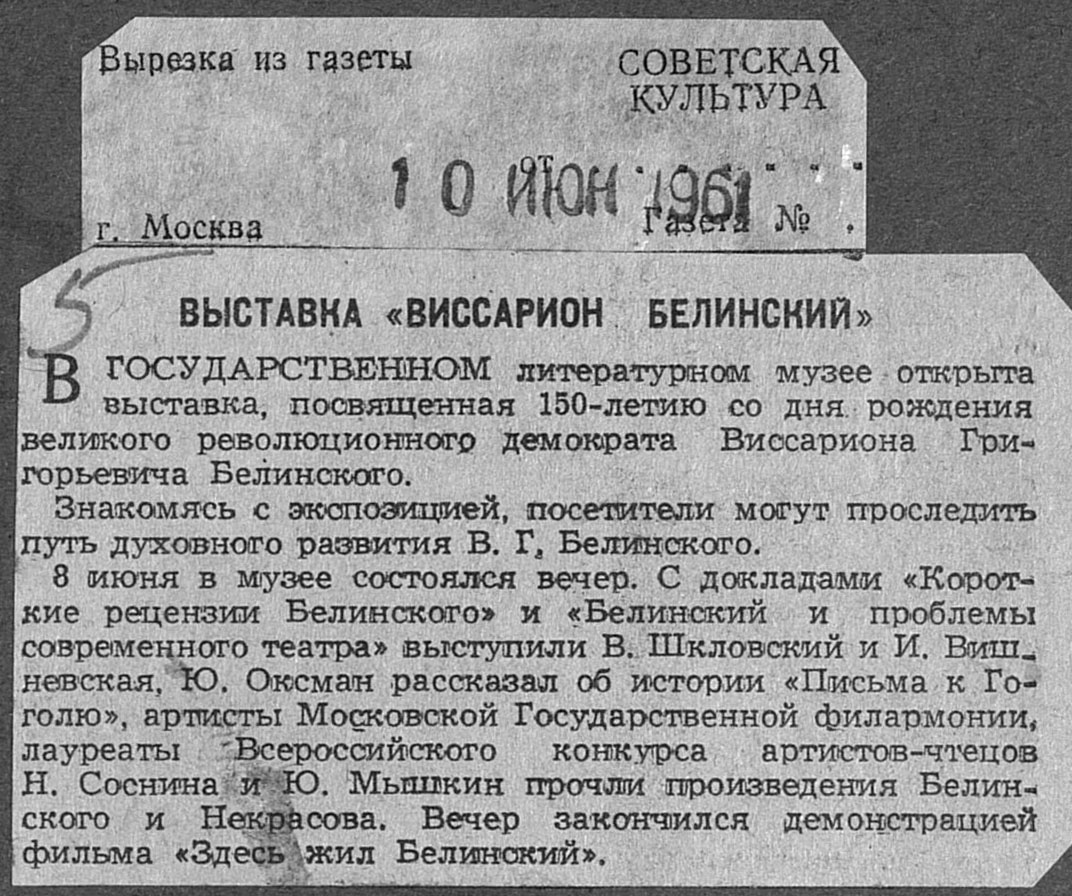 Вырезка из газеты
СОВЕТСКАЯ
КУЛЬТУРА
от
10 ИЮН 1961
г. Москва
Газета № .
5
ВЫСТАВКА «ВИССАРИОН БЕЛИНСКИЙ»
В ГОСУДАРСТВЕННОМ литературном музее открыта
выставка, посвященная 150-летию со дня рождения
великого революционного демократа Виссариона Гри-
горьевича Белинского.
Знакомясь с экспозицией, посетители могут проследить
путь духовного развития В. Г. Белинского.
8 июня в музее состоялся вечер. С докладами «Корот-
кие рецензии Белинского» и «Белинский и проблемы
современного театра» выступили В. Шкловский и И. Виш-
невская, Ю. Оксман рассказал об истории «Письма к Го-
голю», артисты Московской Государственной филармонии,
лауреаты Всероссийского конкурса артистов-чтецов
Н. Соснина и Ю. Мышкин прочли произведения Белин-
ского и Некрасова. Вечер закончился демонстрацией
фильма «Здесь жил Белинский».